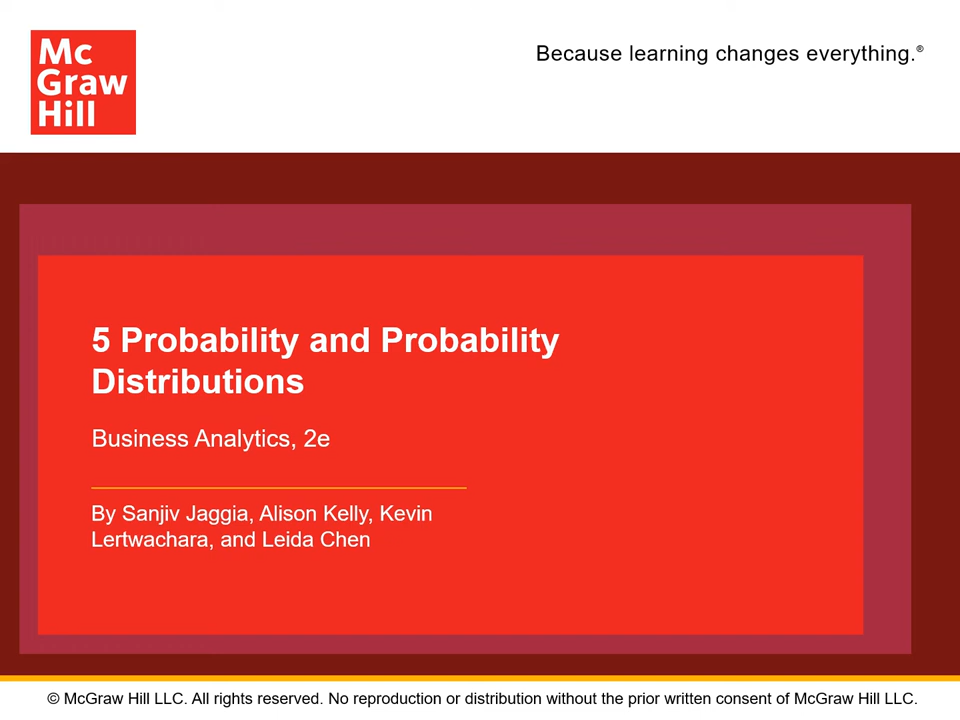 Mc
Graw
Hill
Because learning changes everything.®
5 Probability and Probability
Distributions
Business Analytics, 2e
By Sanjiv Jaggia, Alison Kelly, Kevin
Lertwachara, and Leida Chen
© McGraw Hill LLC. All rights reserved. No reproduction or distribution without the prior written consent of McGraw Hill LLC.